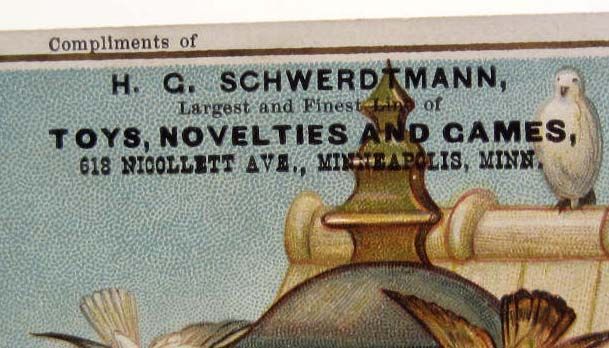 Compliments of
H. G. SCHWERDTMANN,
Largest and Finest Line of
TOYS, NOVELTIES AND GAMES,
618 NICOLLETT AVE., MINNEAPOLIS, MINN.